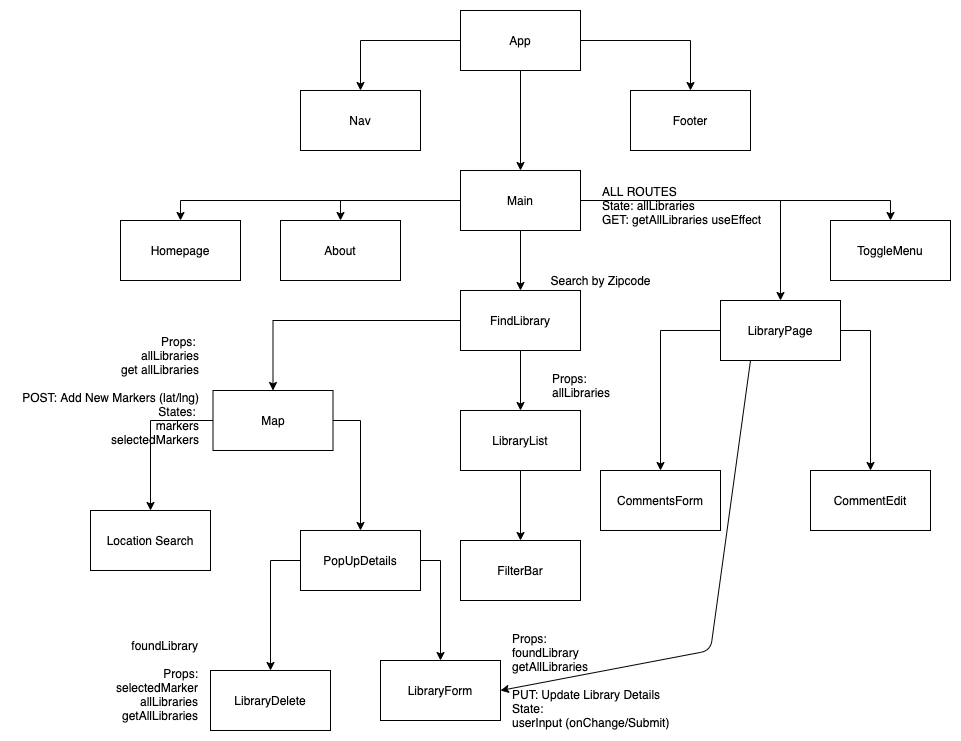 App
Nav
Footer
Main
ALL ROUTES
State: allLibraries
GET: getAllLibraries useEffect
Homepage
About
ToggleMenu
Search by Zipcode
FindLibrary
LibraryPage
Props:
allLibraries
get allLibraries
Props:
allLibraries
POST: Add New Markers (lat/lng)
States:
markers
selectedMarkers
Map
LibraryList
CommentsForm
CommentEdit
Location Search
PopUpDetails
FilterBar
foundLibrary
Props:
selectedMarker
allLibraries
getAllLibraries
LibraryDelete
LibraryForm
Props:
foundLibrary
getAllLibraries
PUT: Update Library Details
State:
userInput (onChange/Submit)